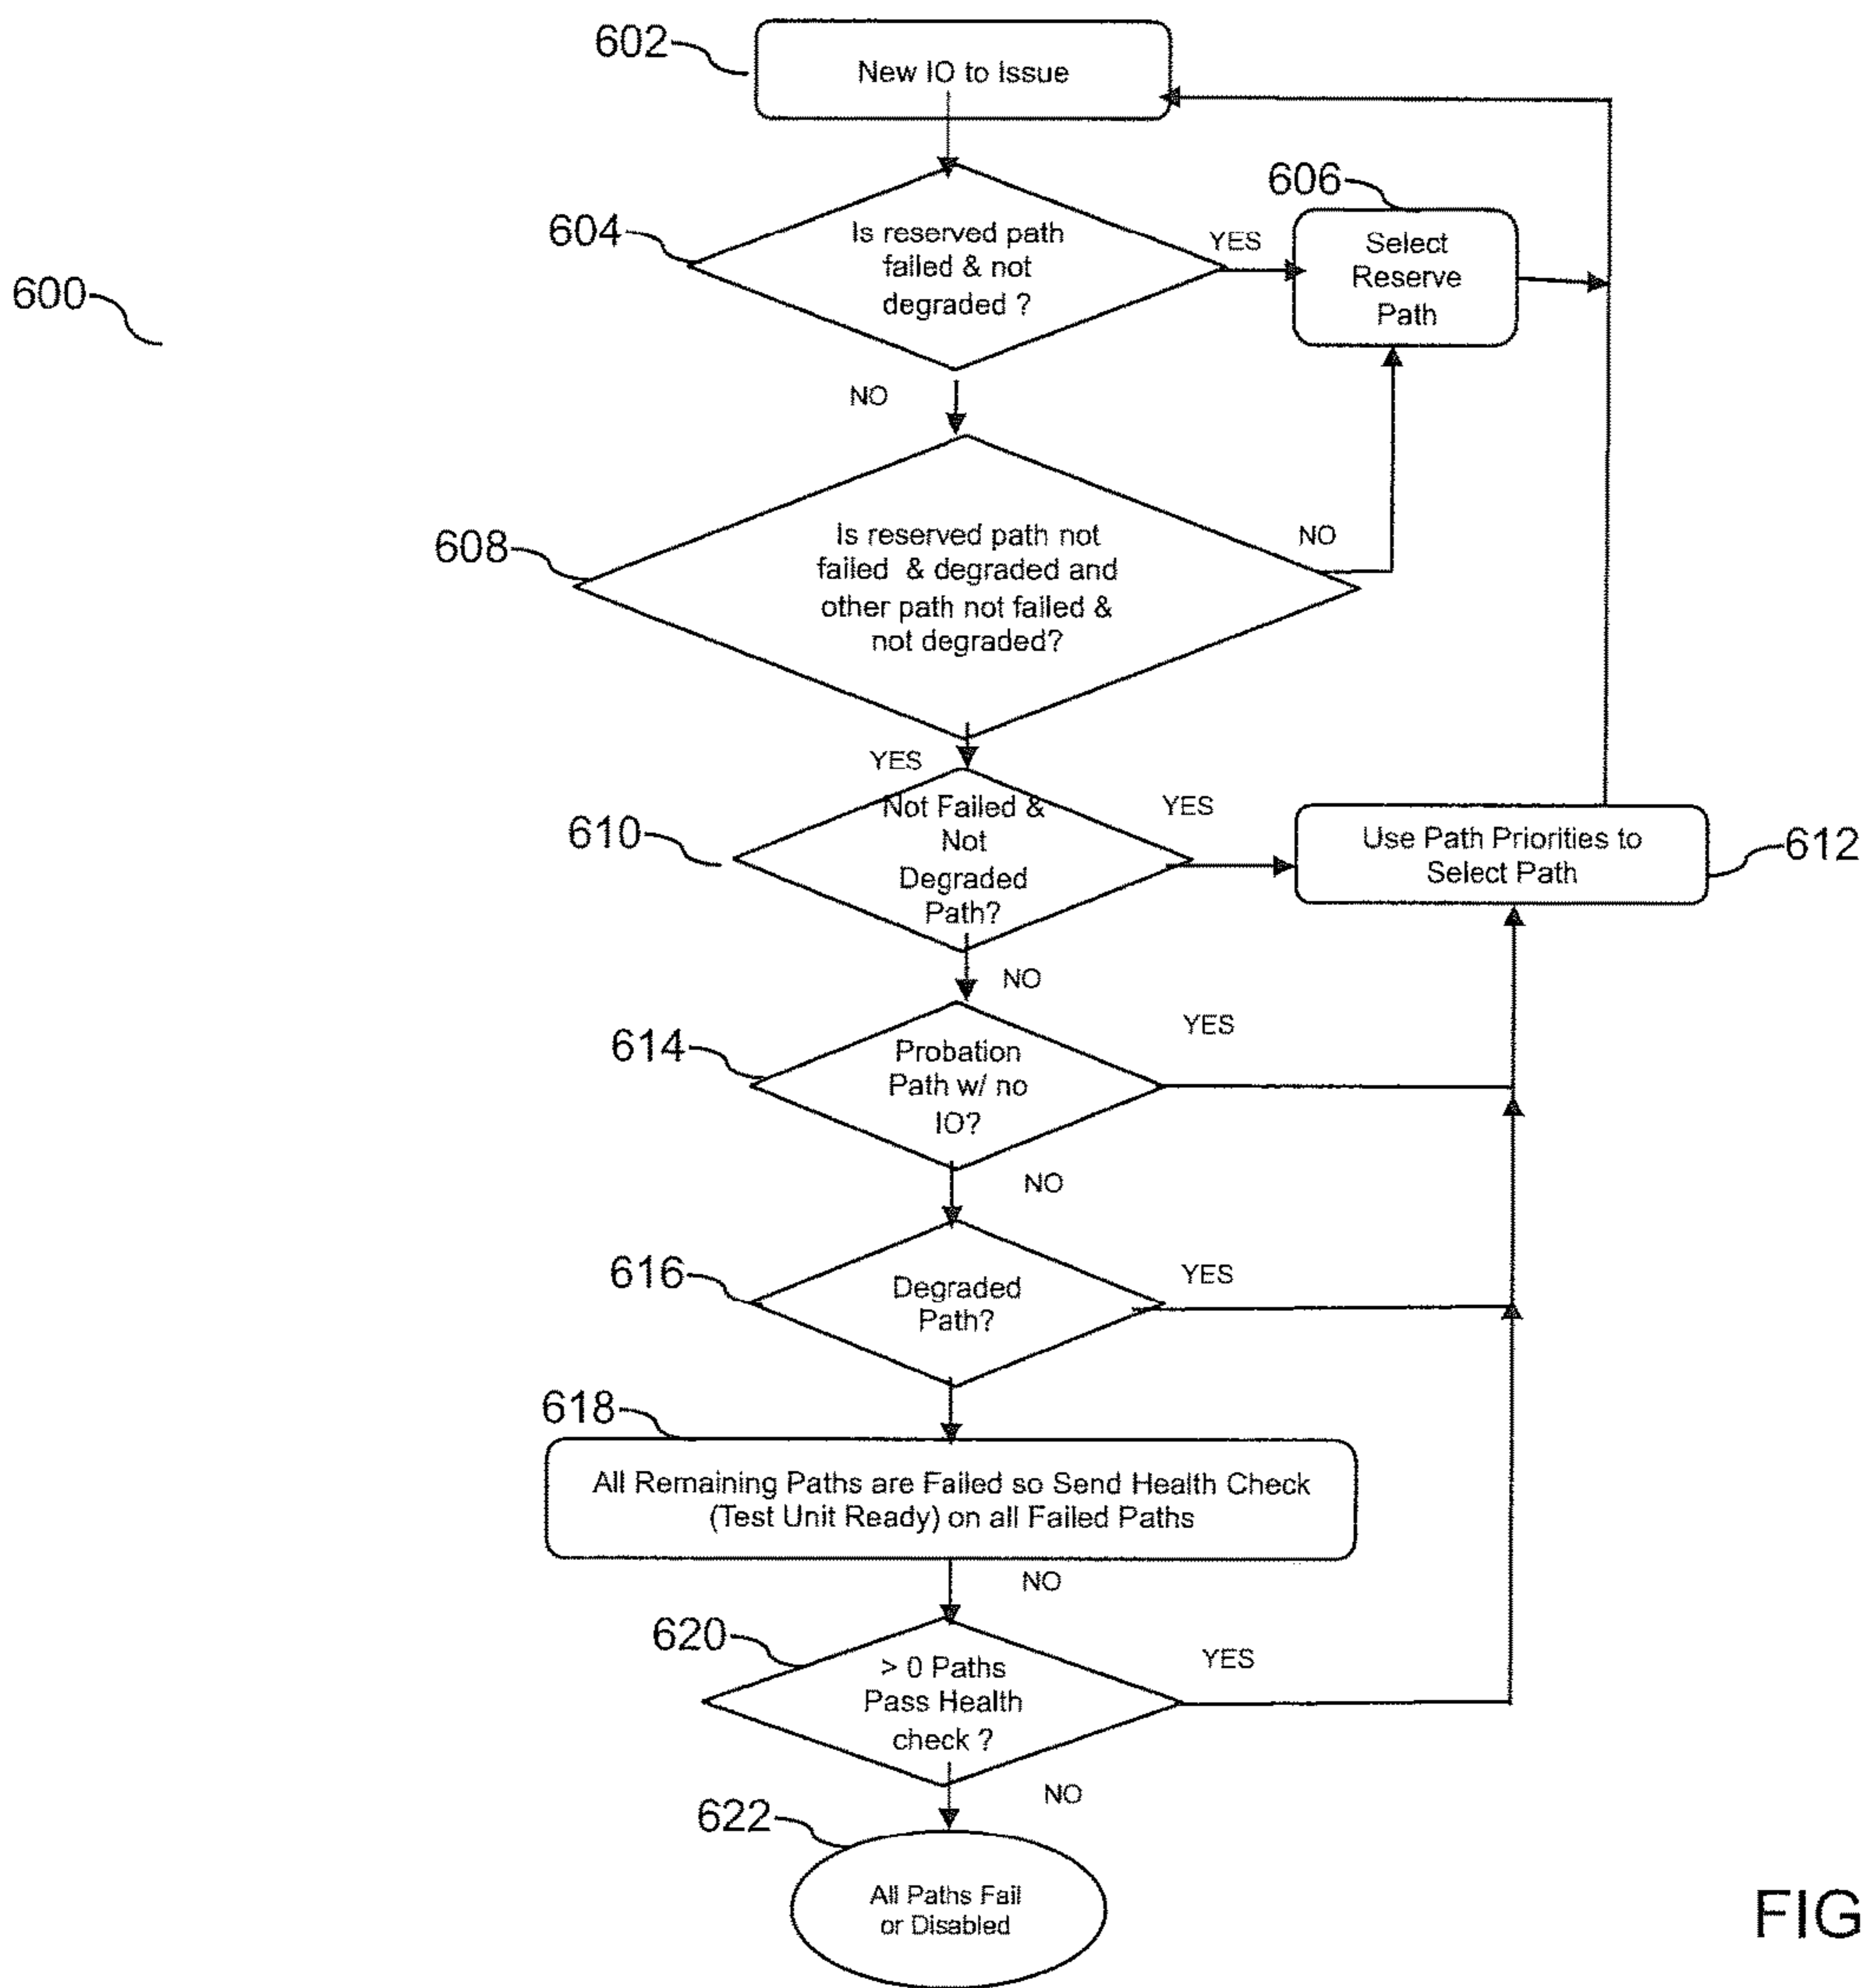 602
New IO to Issue
604
Is reserved path
failed & not
degraded ?
YES
606
Select
Reserve
Path
600
NO
608
Is reserved path not
failed & degraded and
other path not failed &
not degraded?
NO
YES
610
Not Failed &
Not
Degraded
Path?
YES
Use Path Priorities to
Select Path
612
NO
614
Probation
Path w/ no
IO?
YES
NO
616
Degraded
Path?
YES
618
All Remaining Paths are Failed so Send Health Check
(Test Unit Ready) on all Failed Paths
NO
620
> 0 Paths
Pass Health
check ?
YES
NO
622
All Paths Fail
or Disabled
FIG